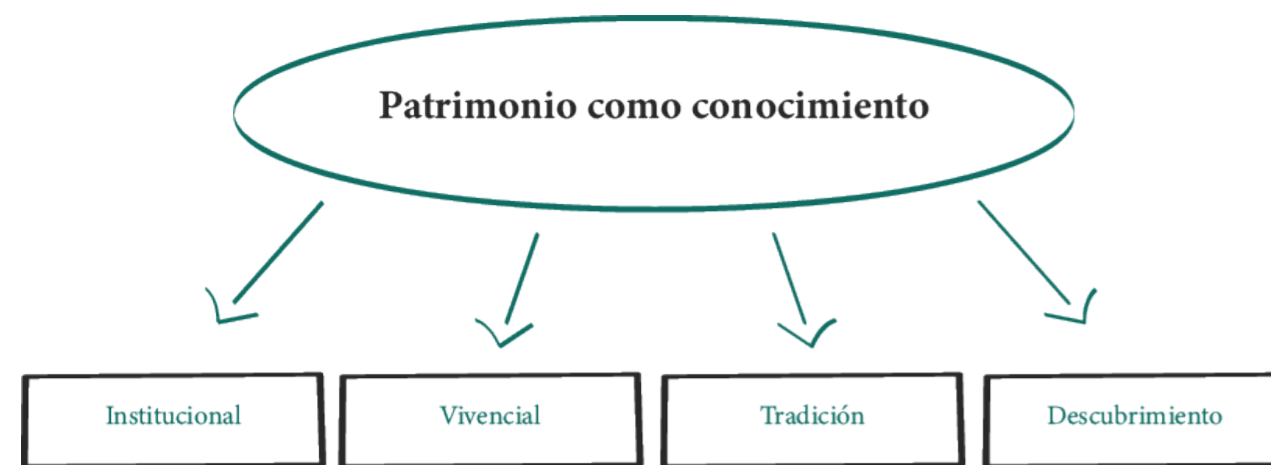 Patrimonio como conocimiento
Institucional
Vivencial
Tradición
Descubrimiento